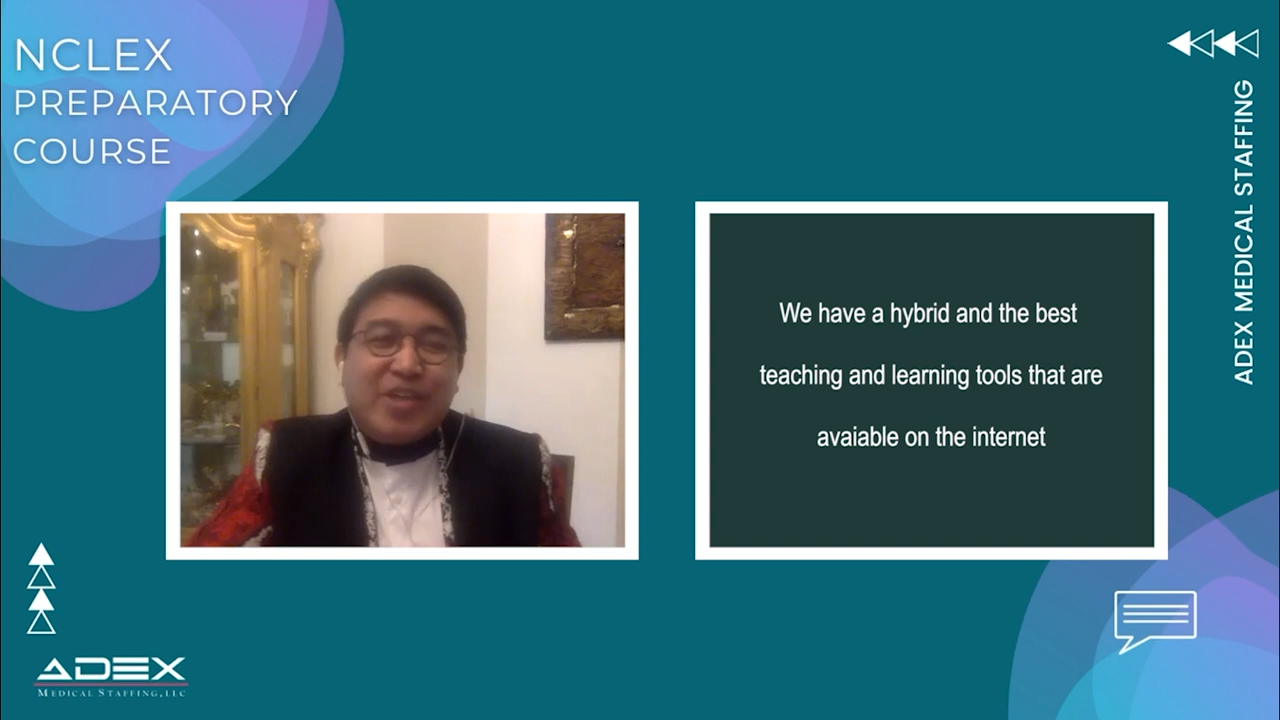 NCLEX
PREPARATORY
COURSE
ADEX MEDICAL STAFFING
We have a hybrid and the best
teaching and learning tools that are
avaiable on the internet
ADEX
MEDICAL STAFFING, LLC